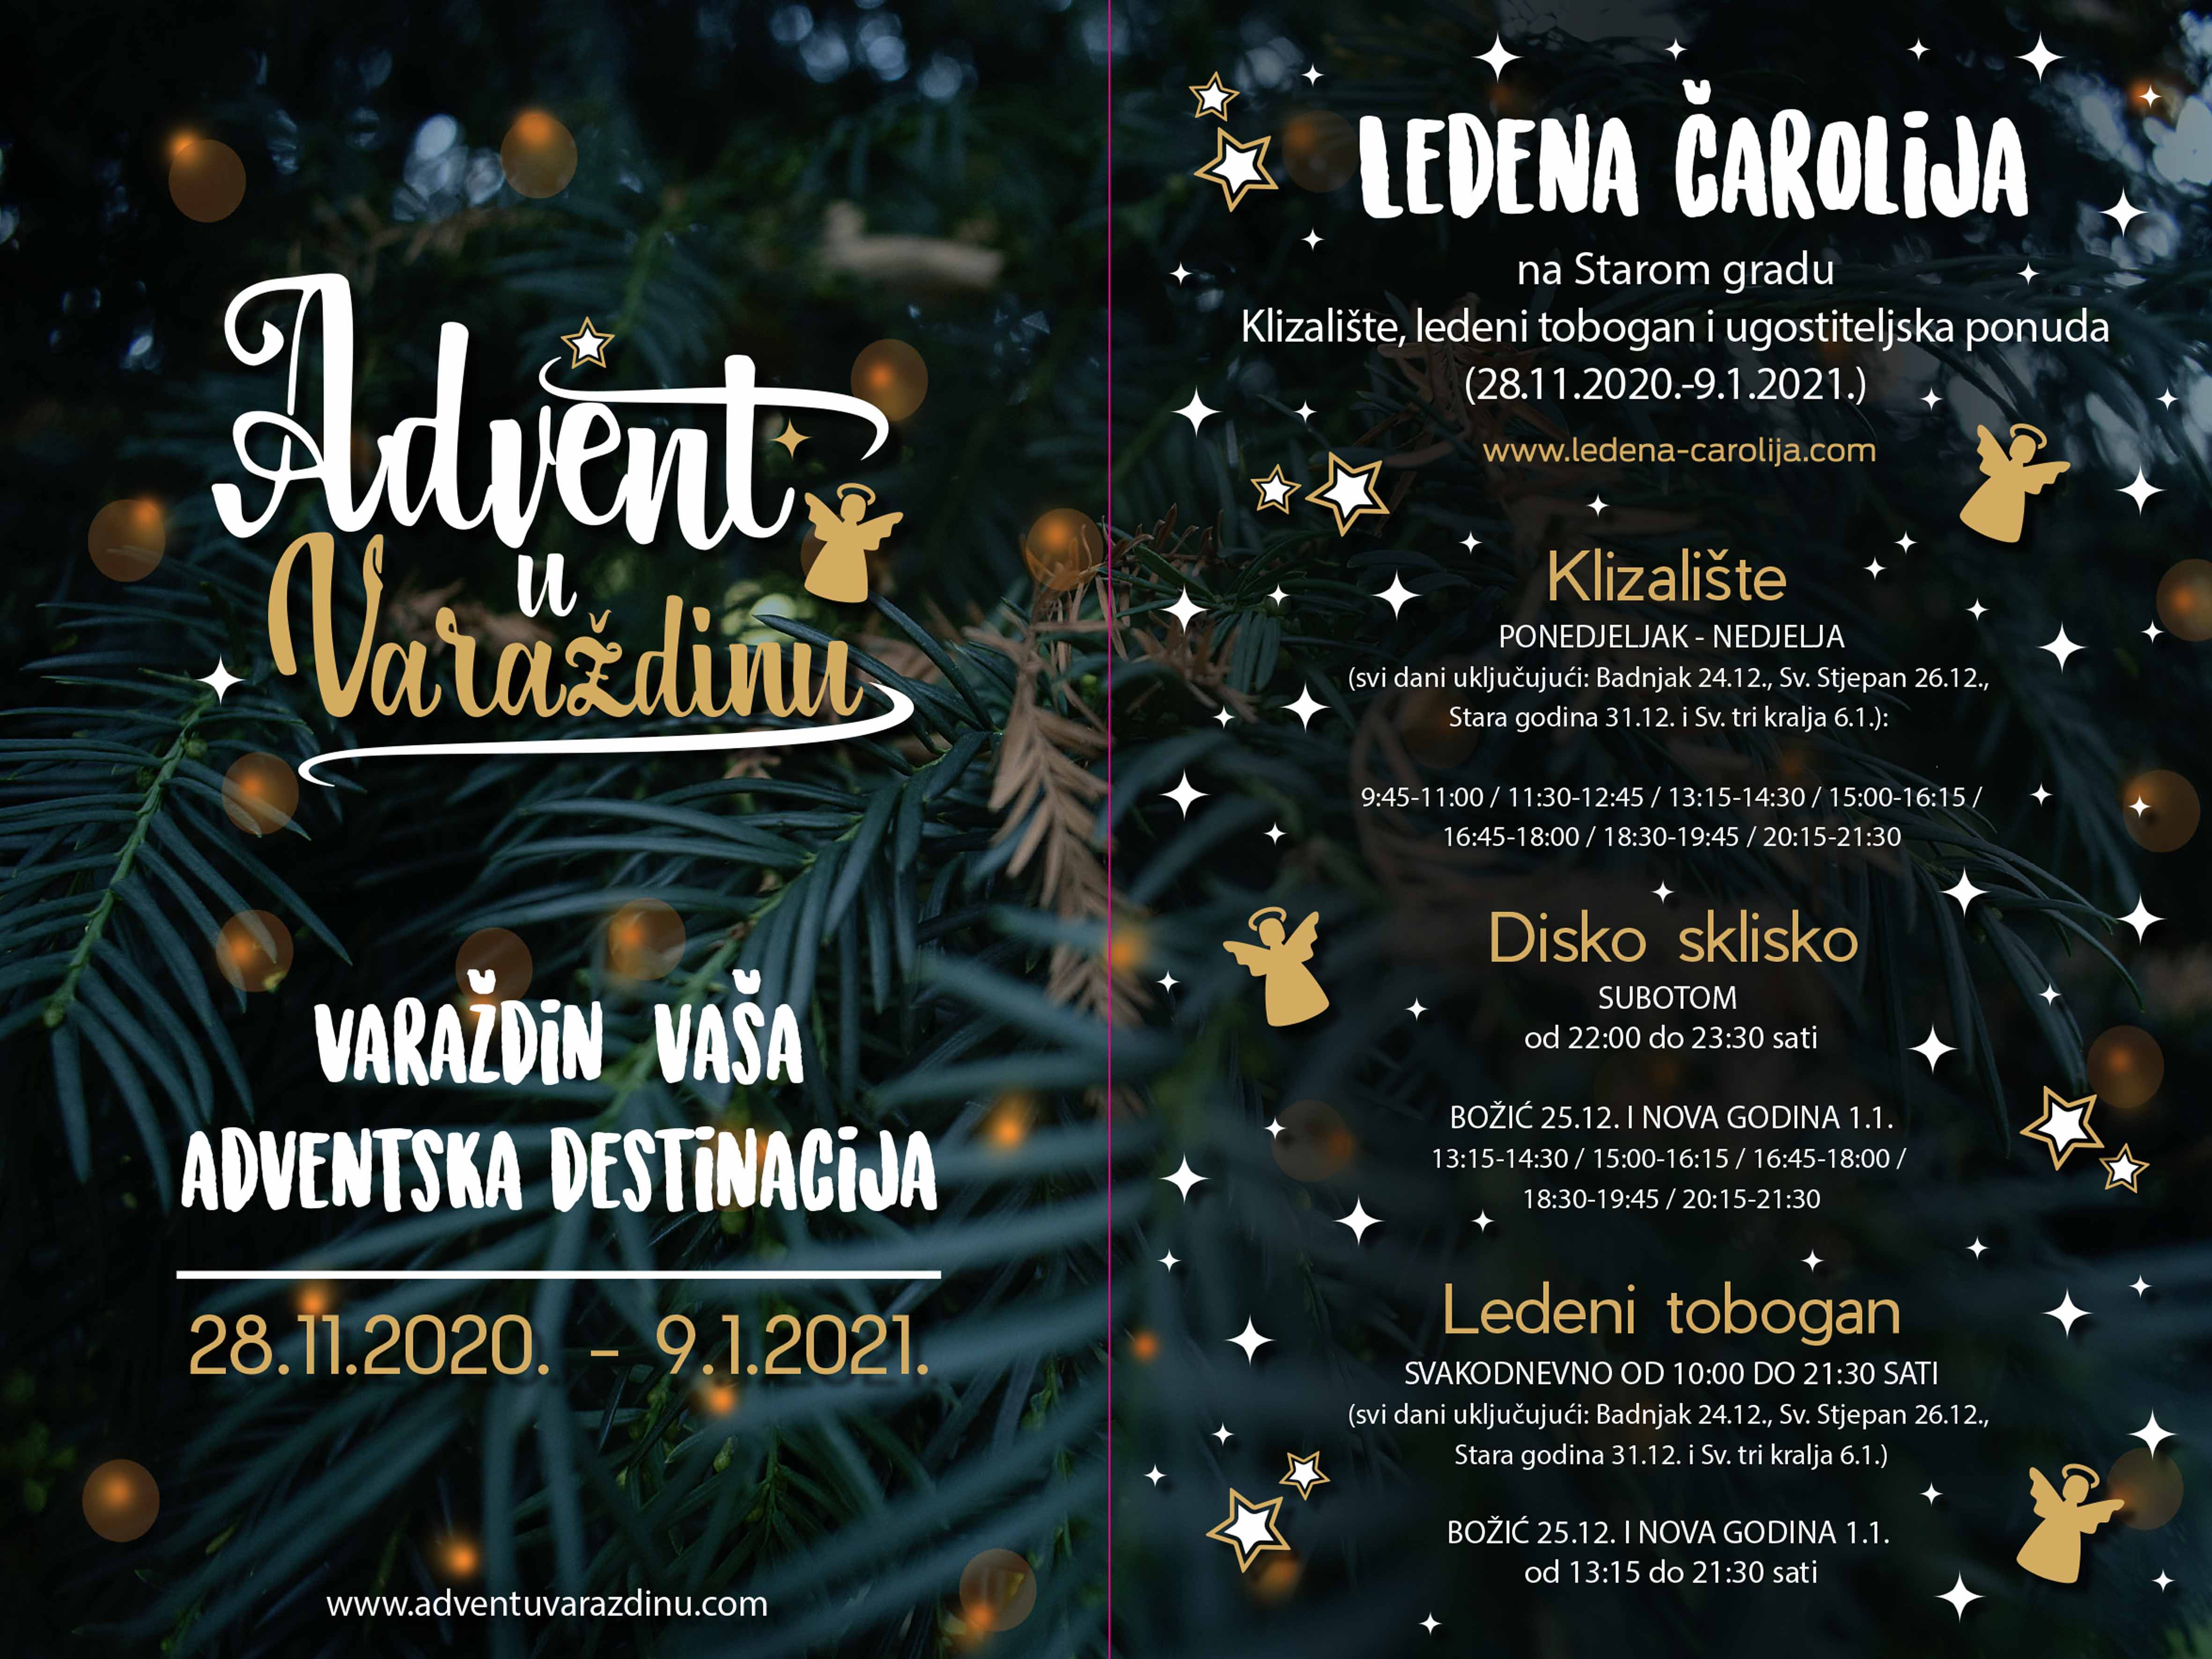 Advent
u
Varaždinu
VARAŽDIN VAŠA
ADVENTSKA DESTINACIJA
28.11.2020. - 9.1.2021.
www.adventuvarazdinu.com
LEDENA ČAROLIJA
na Starom gradu
Klizalište, ledeni tobogan i ugostiteljska ponuda
(28.11.2020.-9.1.2021.)
www.ledena-carolija.com
Klizalište
PONEDJELJAK - NEDJELJA
(svi dani uključujući: Badnjak 24.12., Sv. Stjepan 26.12.,
Stara godina 31.12. i Sv. tri kralja 6.1.):
9:45-11:00 / 11:30-12:45 / 13:15-14:30 / 15:00-16:15 /
16:45-18:00 / 18:30-19:45 / 20:15-21:30
Disko sklisko
SUBOTOM
od 22:00 do 23:30 sati
BOŽIĆ 25.12. I NOVA GODINA 1.1.
13:15-14:30 / 15:00-16:15 / 16:45-18:00 /
18:30-19:45 / 20:15-21:30
Ledeni tobogan
SVAKODNEVNO OD 10:00 DO 21:30 SATI
(svi dani uključujući: Badnjak 24.12., Sv. Stjepan 26.12.,
Stara godina 31.12. i Sv. tri kralja 6.1.)
BOŽIĆ 25.12. I NOVA GODINA 1.1.
od 13:15 do 21:30 sati